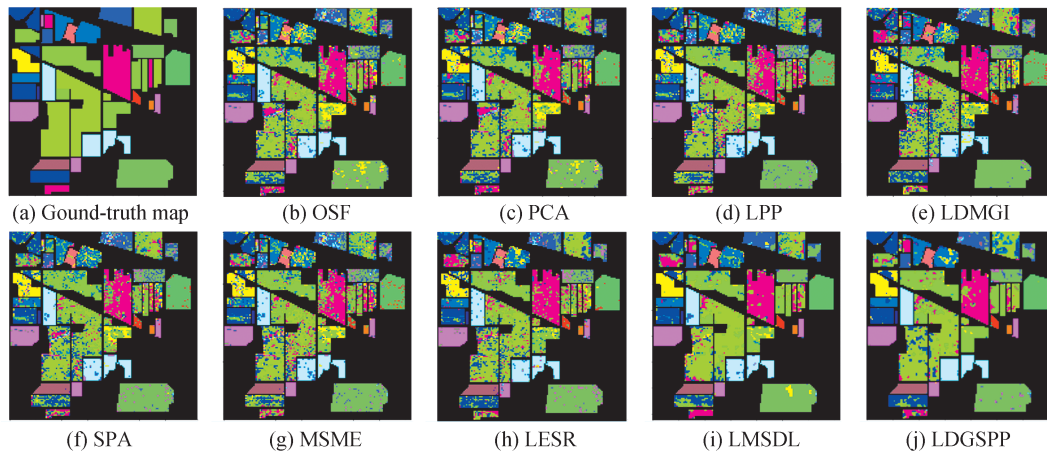 (a) Gound-truth map
(b) OSF
(c) PCA
(d) LPP
(e) LDMGI
(f) SPA
(g) MSME
(h) LESR
(i) LMSDL
(j) LDGSPP